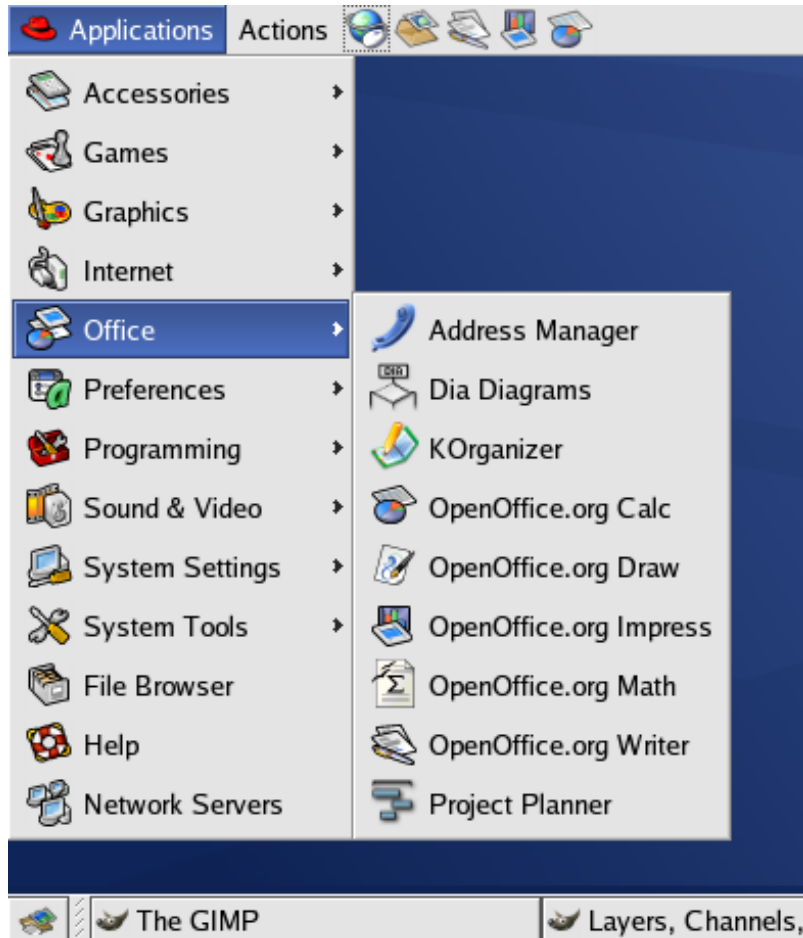 Applications Actions
Accessories
Games
Graphics
Internet
Office
Preferences
Programming
Sound & Video
System Settings
System Tools
File Browser
Help
Network Servers
Address Manager
DIA
Dia Diagrams
KOrganizer
OpenOffice.org Calc
OpenOffice.org Draw
OpenOffice.org Impress
OpenOffice.org Math
OpenOffice.org Writer
Project Planner
The GIMP
Layers, Channels,